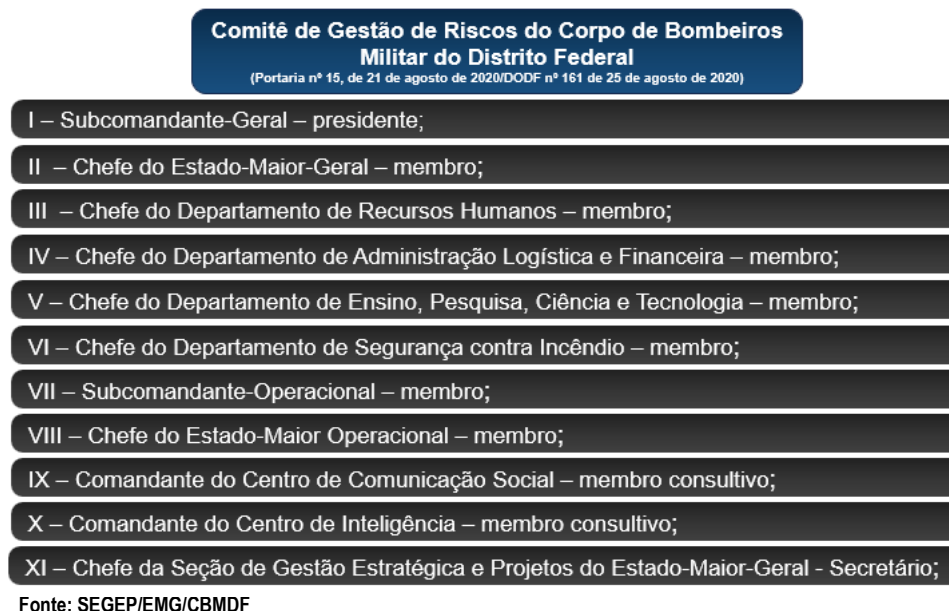 Comitê de Gestão de Riscos do Corpo de Bombeiros
Militar do Distrito Federal
(Portaria nº 15, de 21 de agosto de 2020/DODF nº 161 de 25 de agosto de 2020)
I – Subcomandante-Geral – presidente;
II – Chefe do Estado-Maior-Geral – membro;
III – Chefe do Departamento de Recursos Humanos – membro;
IV – Chefe do Departamento de Administração Logística e Financeira – membro;
V – Chefe do Departamento de Ensino, Pesquisa, Ciência e Tecnologia – membro;
VI – Chefe do Departamento de Segurança contra Incêndio – membro;
VII – Subcomandante-Operacional – membro;
VIII – Chefe do Estado-Maior Operacional – membro;
IX – Comandante do Centro de Comunicação Social – membro consultivo;
X – Comandante do Centro de Inteligência – membro consultivo;
XI – Chefe da Seção de Gestão Estratégica e Projetos do Estado-Maior-Geral - Secretário;
Fonte: SEGEP/EMG/CBMDF